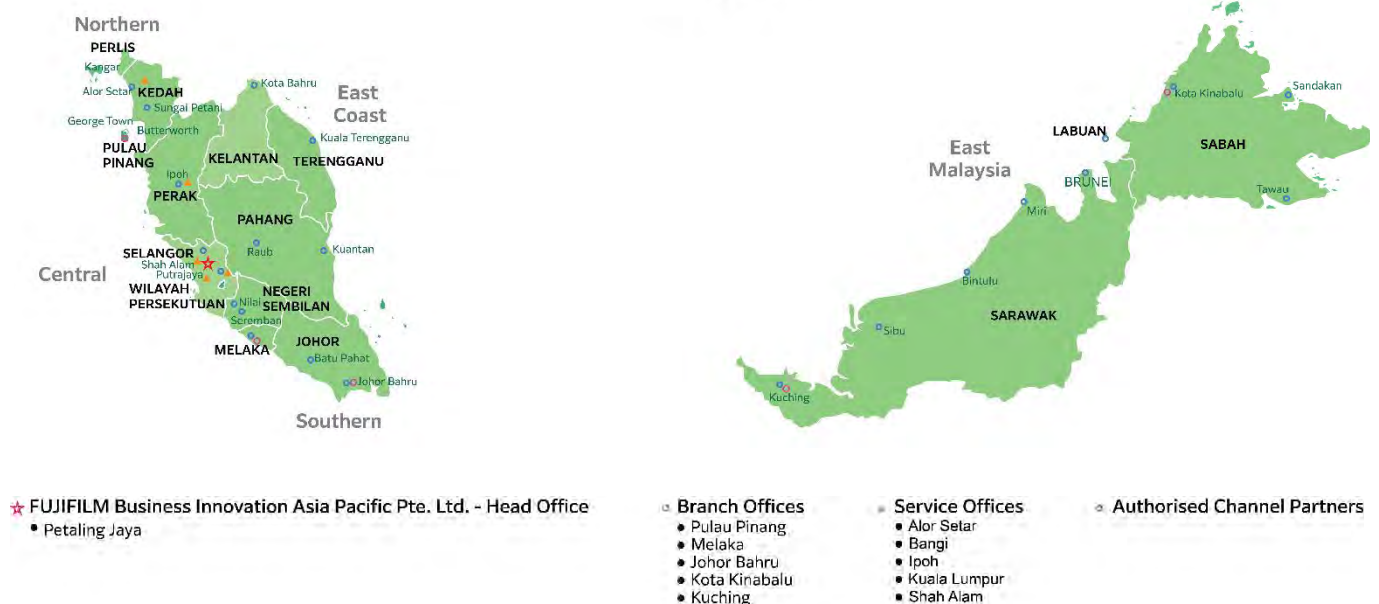 Northern
PERLIS
Kangar
Alor Setar
KEDAH
Sungai Petani
George Town
Butterworth
PULAU
PINANG
Kota Bahru
East
Coast
Kuala Terengganu
KELANTAN
TERENGGANU
Ipoh
PERAK
PAHANG
Raub
Kuantan
Central
SELANGOR
Shah Alam
Putrajaya
WILAYAH
PERSEKUTUAN
NEGERI
SEMBILAN
Nilai
Seremban
MELAKA
JOHOR
Batu Pahat
Johor Bahru
Southern
Kota Kinabalu
Sandakan
LABUAN
SABAH
East
Malaysia
BRUNEI
Tawau
Miri
Bintulu
SARAWAK
Sibu
Kuching
FUJIFILM Business Innovation Asia Pacific Pte. Ltd. - Head Office
• Petaling Jaya
Branch Offices
• Pulau Pinang
• Melaka
• Johor Bahru
• Kota Kinabalu
• Kuching
Service Offices
• Alor Setar
• Bangi
• Ipoh
• Kuala Lumpur
• Shah Alam
Authorised Channel Partners